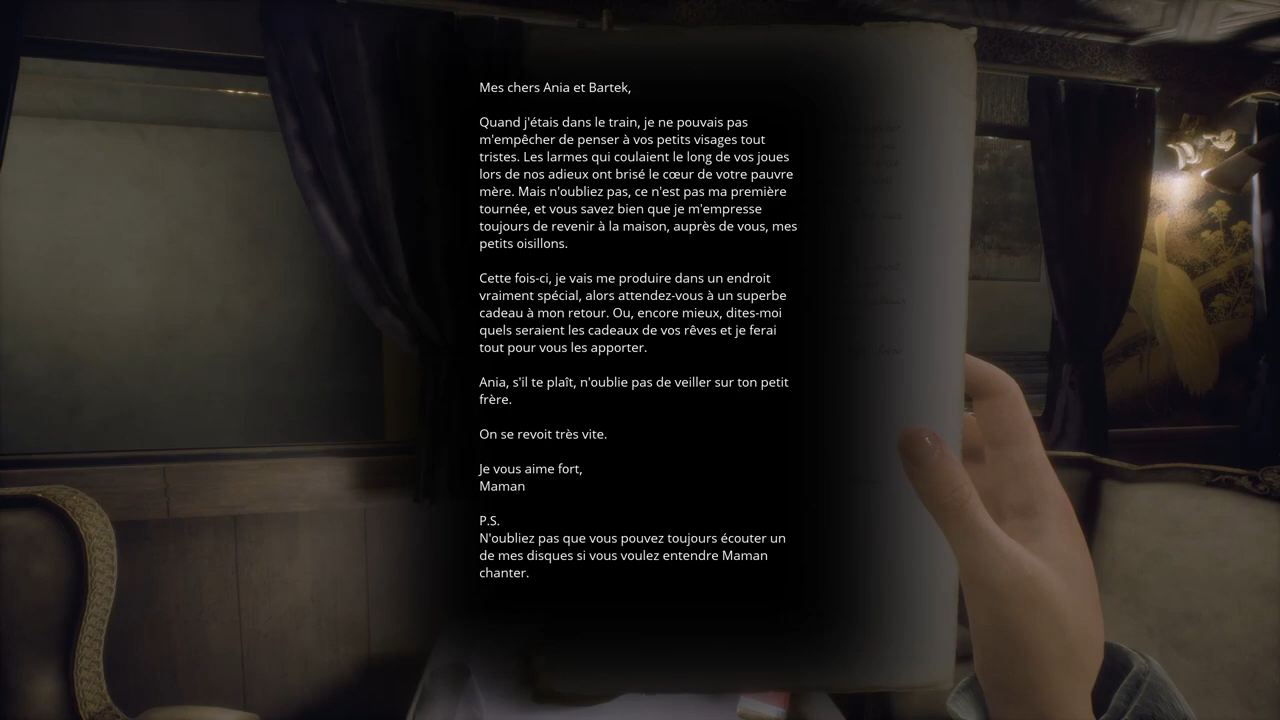 Mes chers Ania et Bartek,
Quand j'étais dans le train, je ne pouvais pas
m'empêcher de penser à vos petits visages tout
tristes. Les larmes qui coulaient le long de vos joues
lors de nos adieux ont brisé le cœur de votre pauvre
mère. Mais n'oubliez pas, ce n'est pas ma première
tournée, et vous savez bien que je m'empresse
toujours de revenir à la maison, auprès de vous, mes
petits oisillons.
Cette fois-ci, je vais me produire dans un endroit
vraiment spécial, alors attendez-vous à un superbe
cadeau à mon retour. Ou, encore mieux, dites-moi
quels seraient les cadeaux de vos rêves et je ferai
tout pour vous les apporter.
Ania, s'il te plaît, n'oublie pas de veiller sur ton petit
frère.
On se revoit très vite.
Je vous aime fort,
Maman
P.S.
N'oubliez pas que vous pouvez toujours écouter un
de mes disques si vous voulez entendre Maman
chanter.